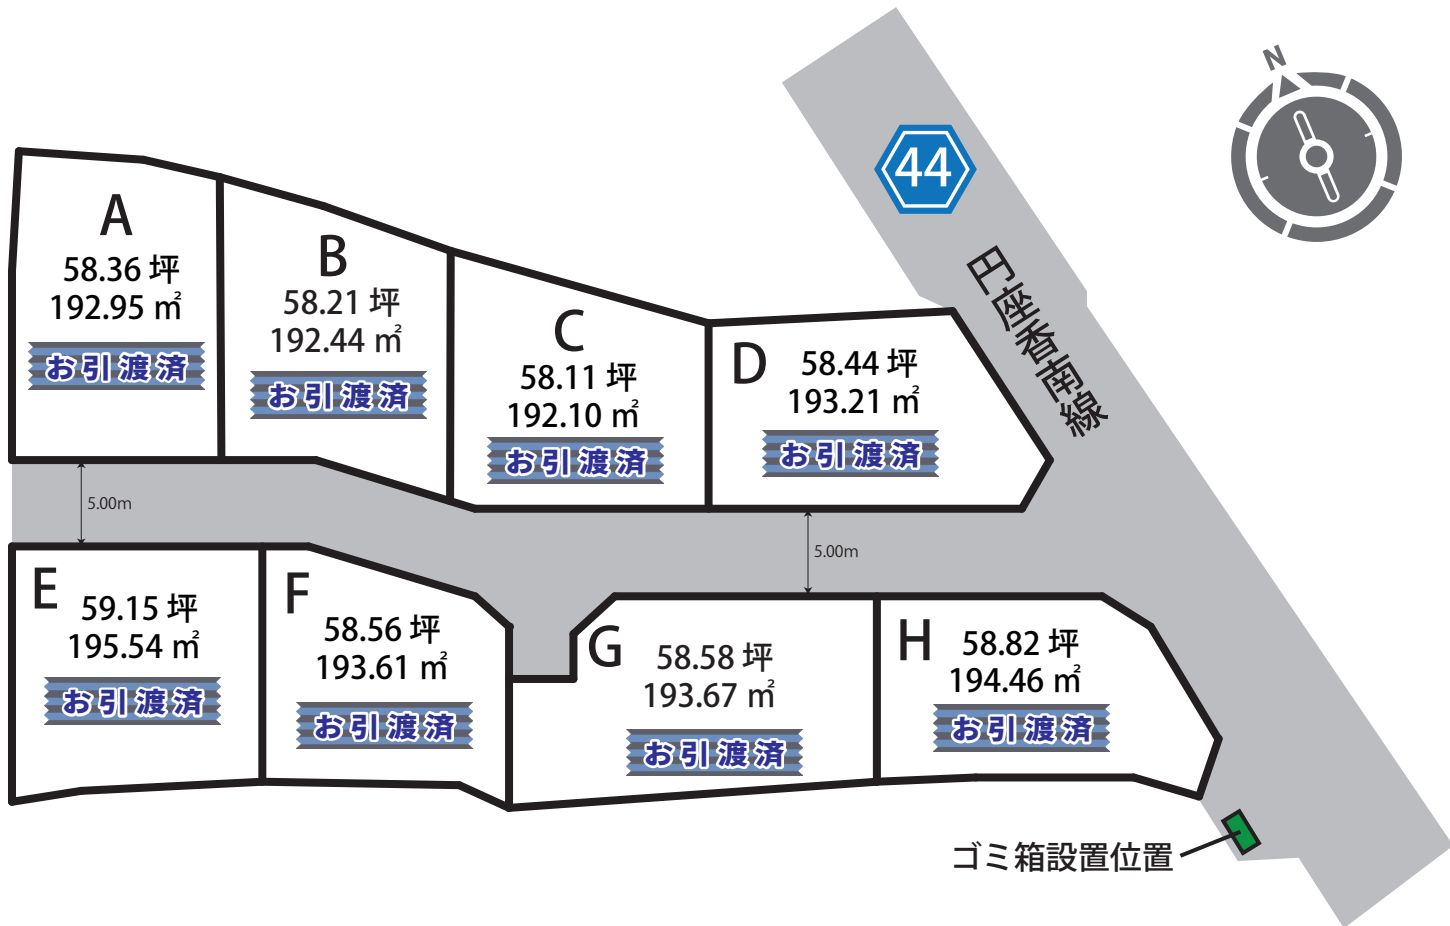 N
44
円座香南線
A
58.36 坪
192.95 ㎡
お引渡済
B
58.21 坪
192.44 ㎡
お引渡済
C
58.11 坪
192.10 ㎡
お引渡済
D
58.44 坪
193.21 ㎡
お引渡済
5.00m
5.00m
E
59.15 坪
195.54 ㎡
お引渡済
F
58.56 坪
193.61 ㎡
お引渡済
G
58.58 坪
193.67 ㎡
お引渡済
H
58.82 坪
194.46 ㎡
お引渡済
ゴミ箱設置位置